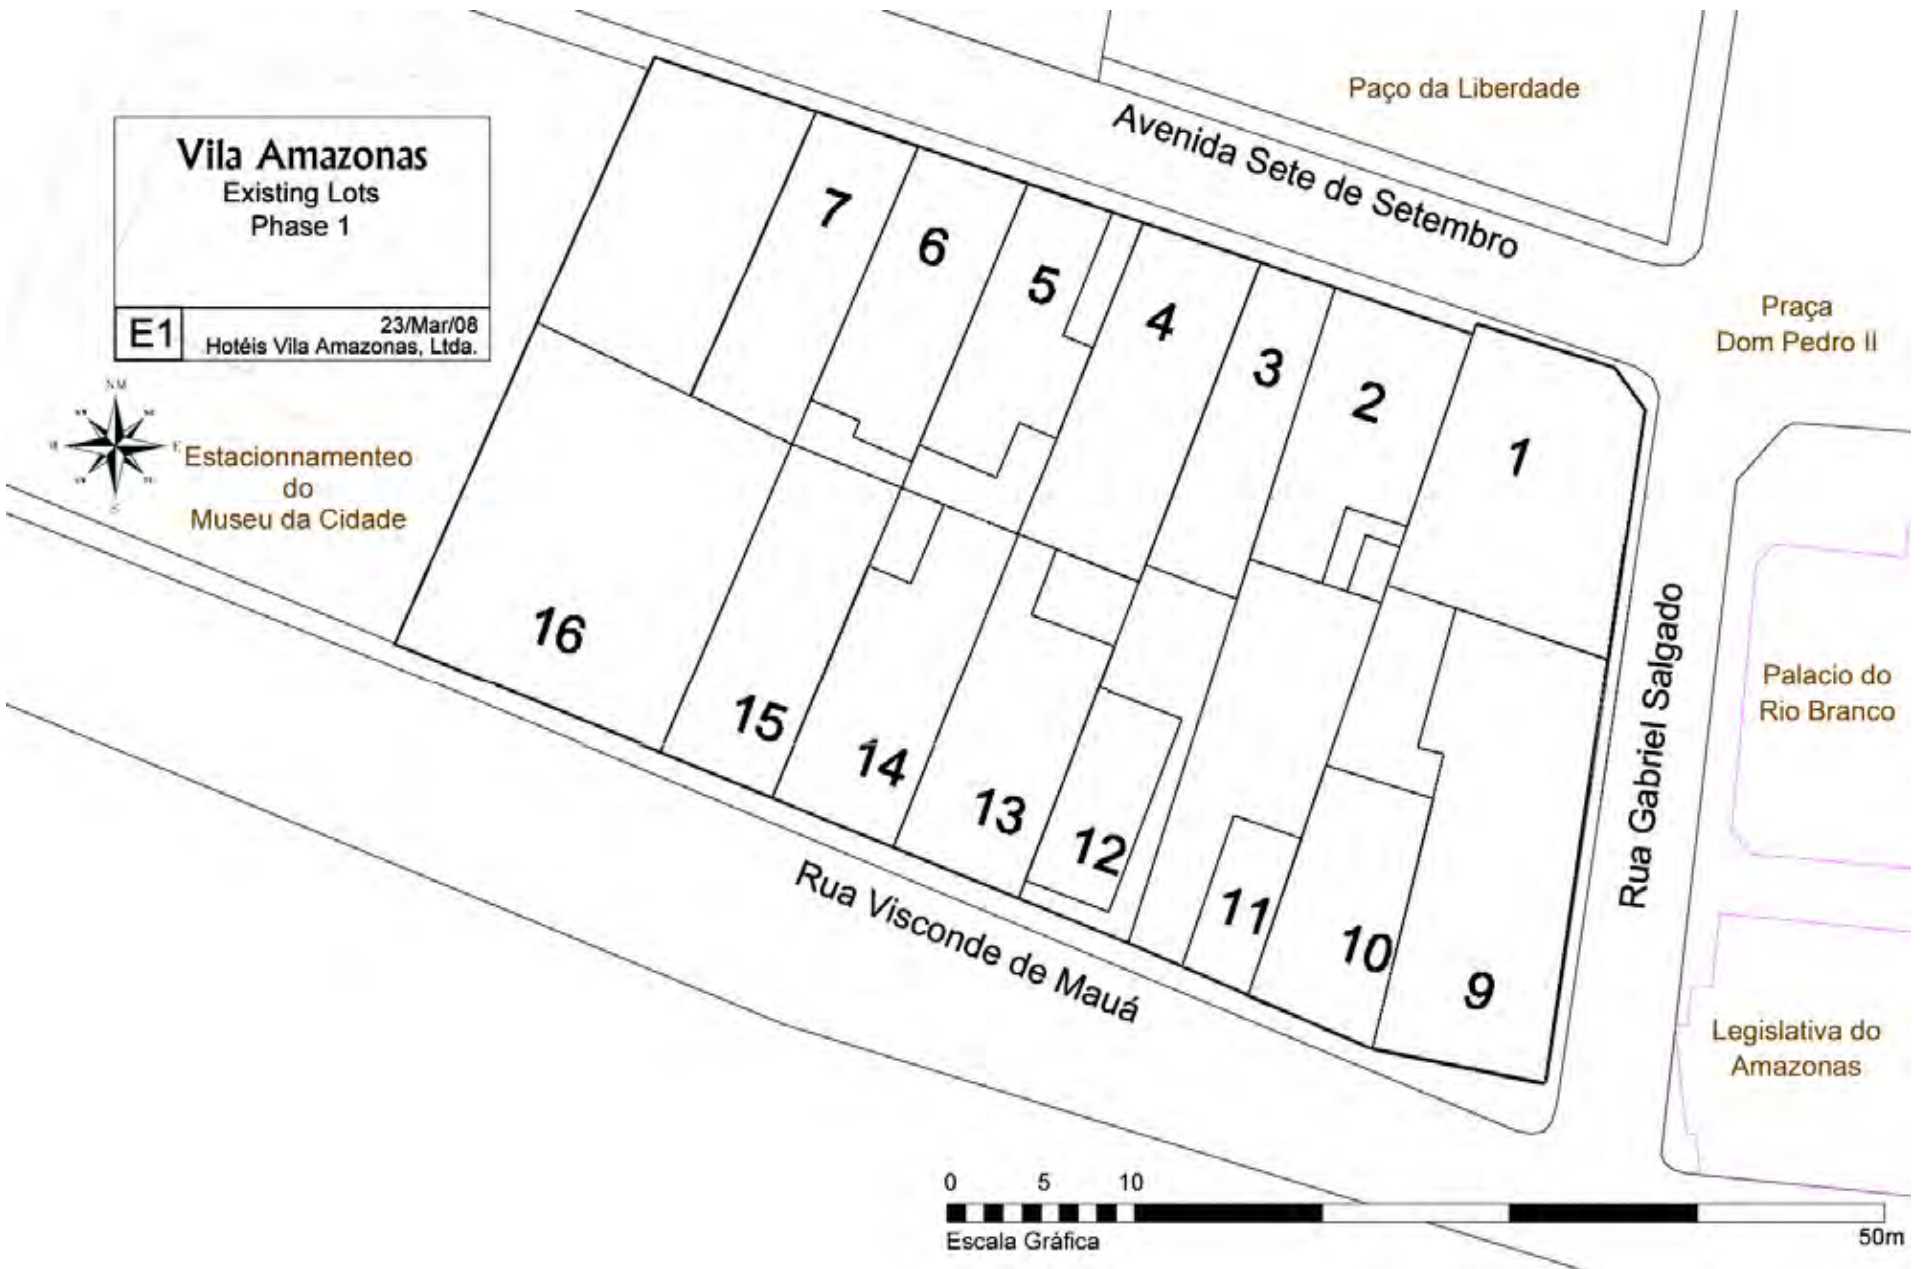 Paço da Liberdade
Avenida Sete de Setembro
Vila Amazonas
Existing Lots
Phase 1
E1
23/Mar/08
Hotéis Vila Amazonas, Ltda.
Praça
Dom Pedro II
Estacionnamenteo
do
Museu da Cidade
7
6
5
4
3
2
1
16
15
14
13
12
11
10
9
Rua Gabriel Salgado
Palacio do
Rio Branco
Rua Visconde de Mauá
Legislativa do
Amazonas
0 5 10
50m
Escala Gráfica